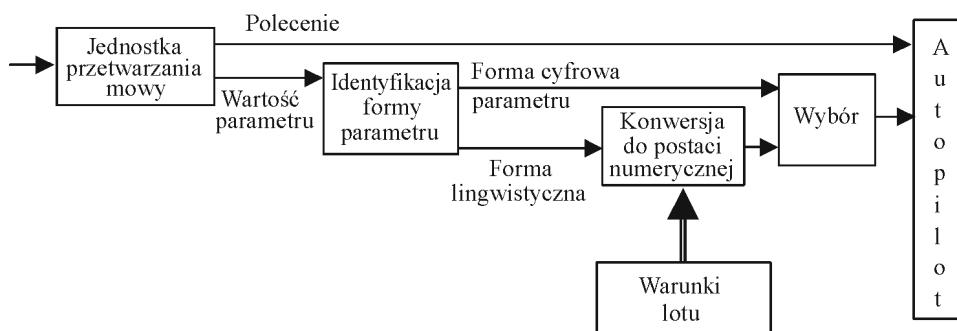 Polecenie
Jednostka
przetwarzania
mowy
Wartość
parametru
Identyfikacja
formy
parametru
Forma cyfrowa
parametru
Forma
lingwistyczna
Konwersja
do postaci
numerycznej
Wybór
Warunki
lotu
A
u
t
o
p
i
l
o
t